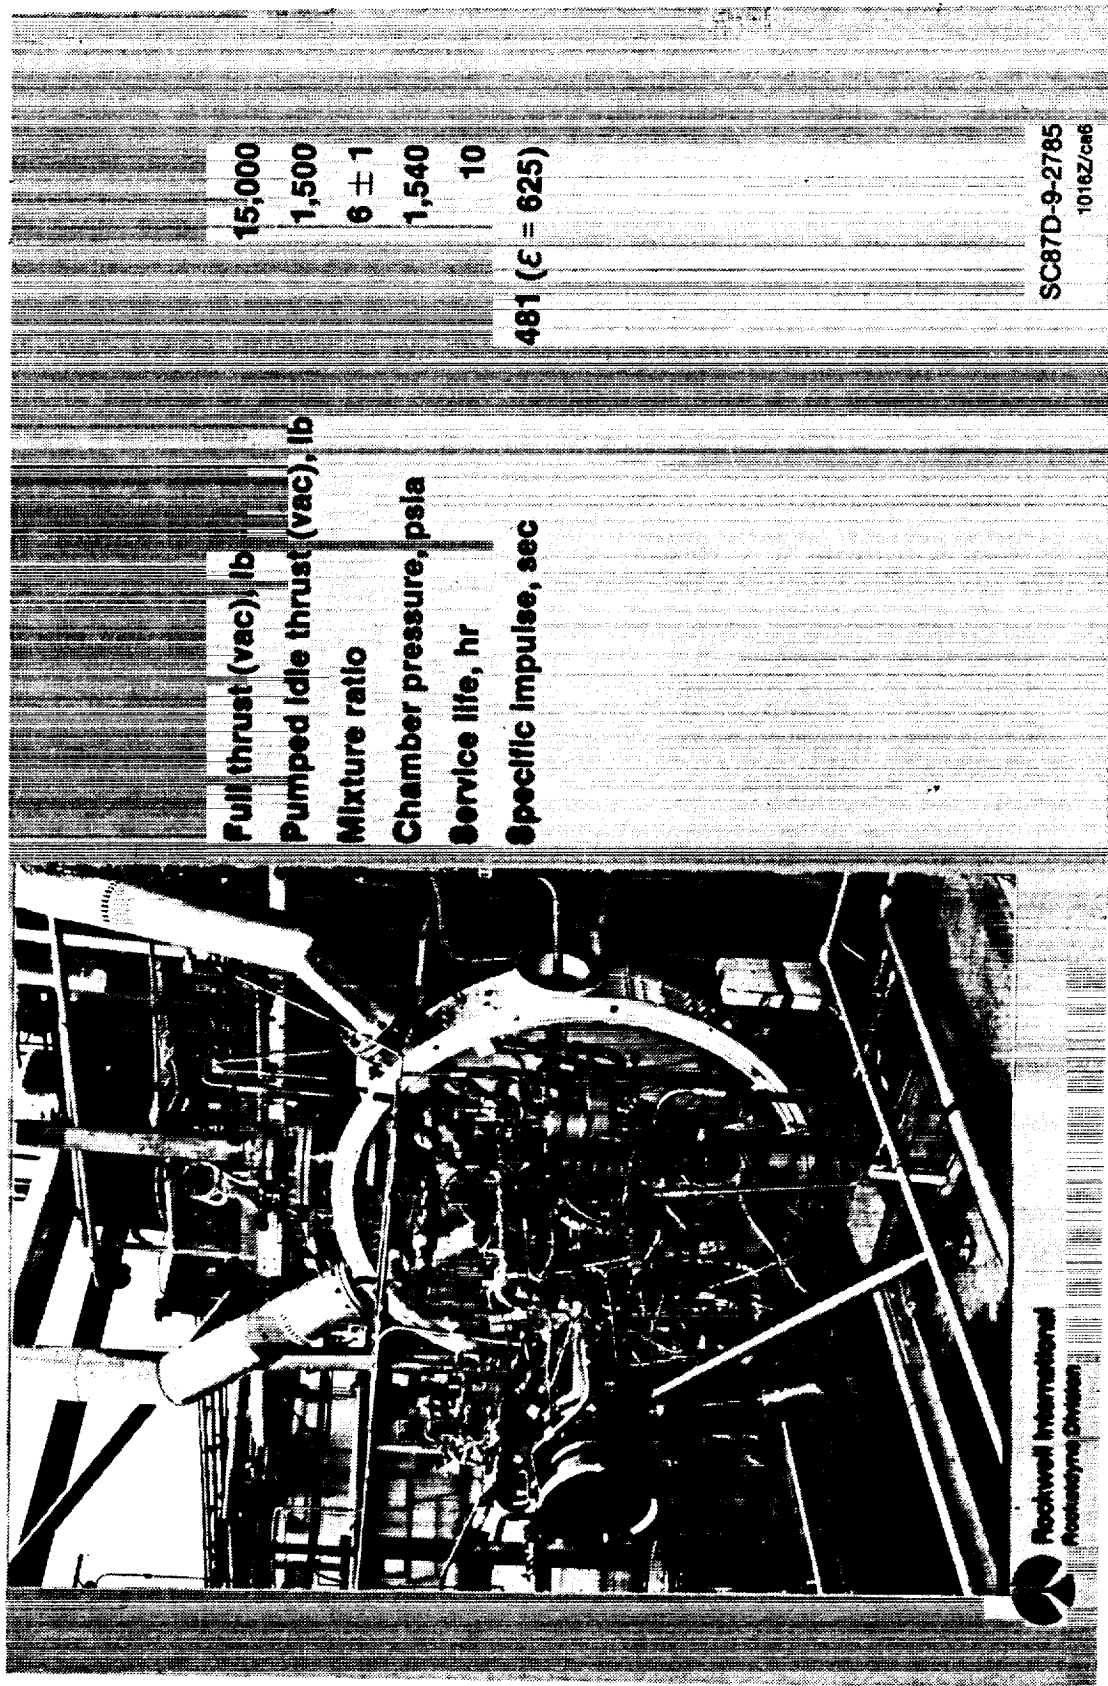 Full thrust (vac), lb 15,000
Pumped idle thrust (vac), lb 1,500
Mixture ratio 6 ± 1
Chamber pressure, psia 1,540
Service life, hr 10
Specific impulse, sec 481 (ε = 625)
Rockwell International
Rocketdyne Division
SC87D-9-2785
1016Z/ca6